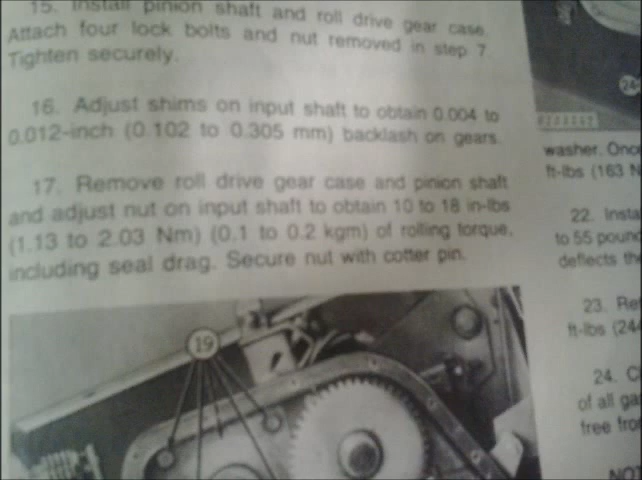 15. Install pinion shaft and roll drive gear case.
Attach four lock bolts and nut removed in step 7.
Tighten securely.
16. Adjust shims on input shaft to obtain 0.004 to
0.012-inch (0.102 to 0.305 mm) backlash on gears.
17. Remove roll drive gear case and pinion shaft
and adjust nut on input shaft to obtain 10 to 18 in-lbs
(1.13 to 2.03 Nm) (0.1 to 0.2 kgm) of rolling torque,
including seal drag. Secure nut with cotter pin.
19
washer. Once
ft-lbs (163 N
22. Insta
to 55 poun
deflects the
23. Re
ft-lbs (24
24. C
of all ga
free fro
NOT